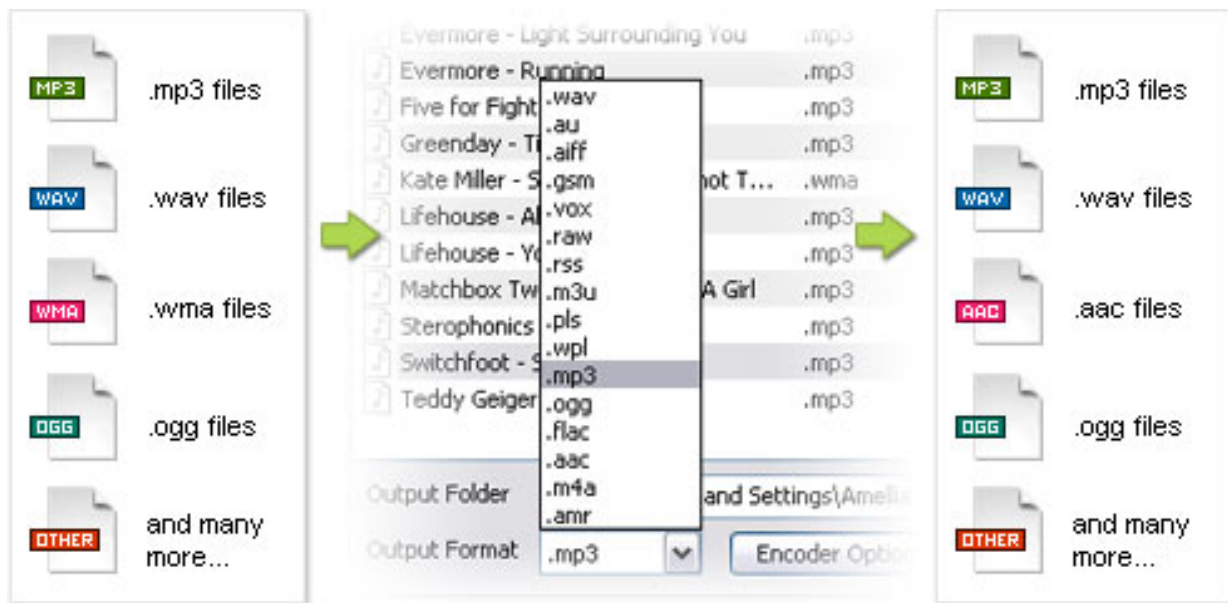 MP3 .mp3 files
WAV .wav files
WMA .wma files
OGG .ogg files
OTHER and many
more...
Evermore - Light Surrounding You .mp3
Evermore - Running .mp3
Five for Fight .mp3
Greenday - Ti .mp3
Kate Miller - S not T... .wma
Lifehouse - Al .mp3
Lifehouse - Yo .mp3
Matchbox Tw A Girl .mp3
Sterophonics .mp3
Switchfoot - S .mp3
Teddy Geiger .mp3
.wav
.au
.aiff
.gsm
.vox
.raw
.rss
.m3u
.pls
.wpl
.mp3
.ogg
.flac
.aac
.m4a
.amr
Output Folder and Settings\Amelia
Output Format .mp3 Encoder Optio
MP3 .mp3 files
WAV .wav files
AAC .aac files
OGG .ogg files
OTHER and many
more...